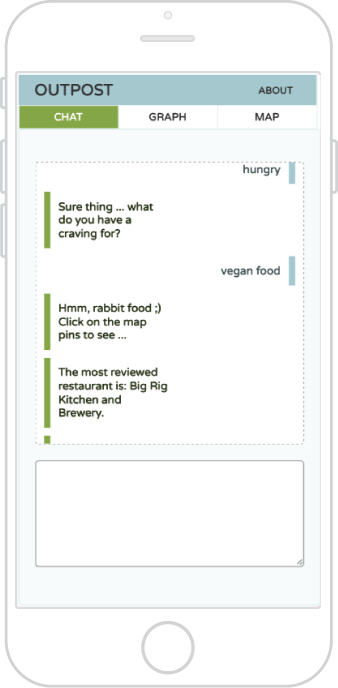 OUTPOST ABOUT
CHAT GRAPH MAP
hungry
Sure thing ... what
do you have a
craving for?
vegan food
Hmm, rabbit food ;)
Click on the map
pins to see ...
The most reviewed
restaurant is: Big Rig
Kitchen and
Brewery.